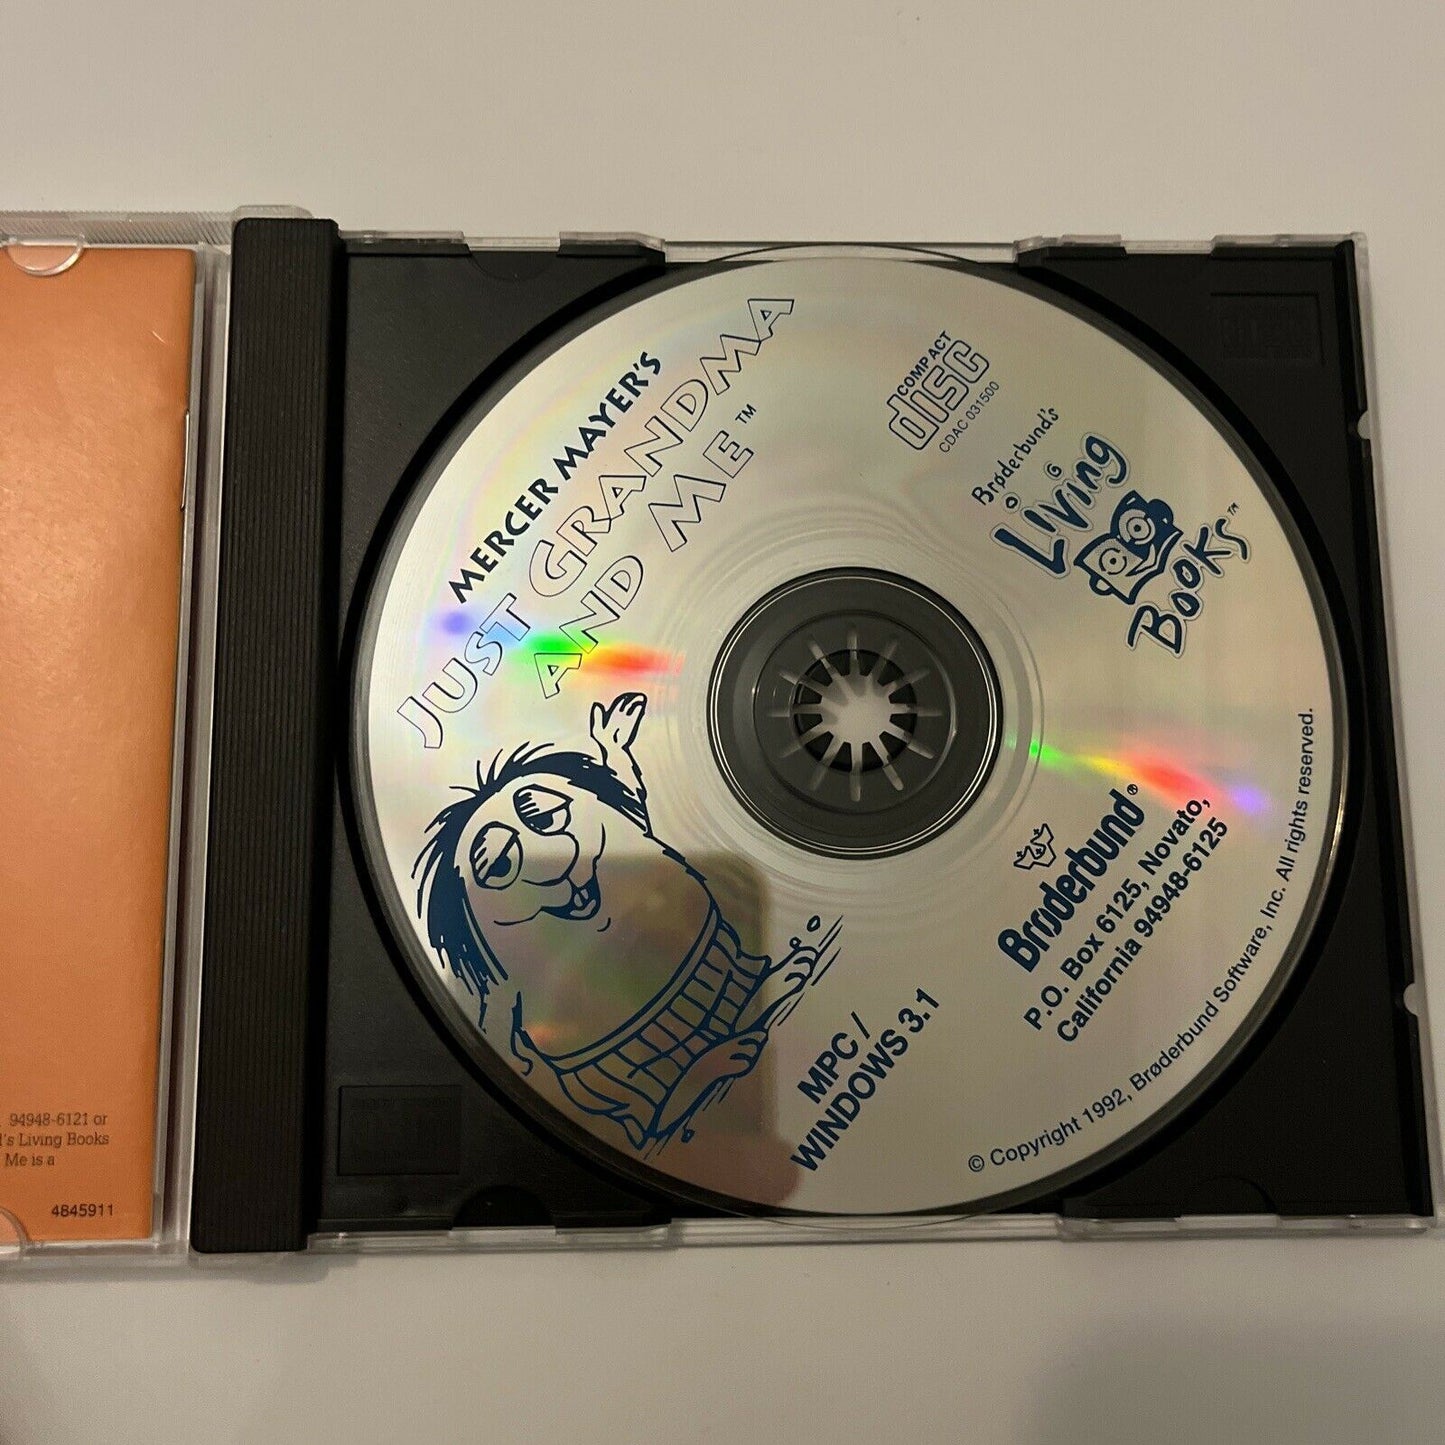 MERCER MAYER'S
JUST GRANDMA
AND ME™
COMPACT
disc
CDAC 031500
Brøderbund's
Living
Books™
Brøderbund®
P.O. Box 6125, Novato,
California 94948-6125
MPC /
WINDOWS 3.1
© Copyright 1992, Brøderbund Software, Inc. All rights reserved.
94948-6121 or
's Living Books
Me is a
4845911